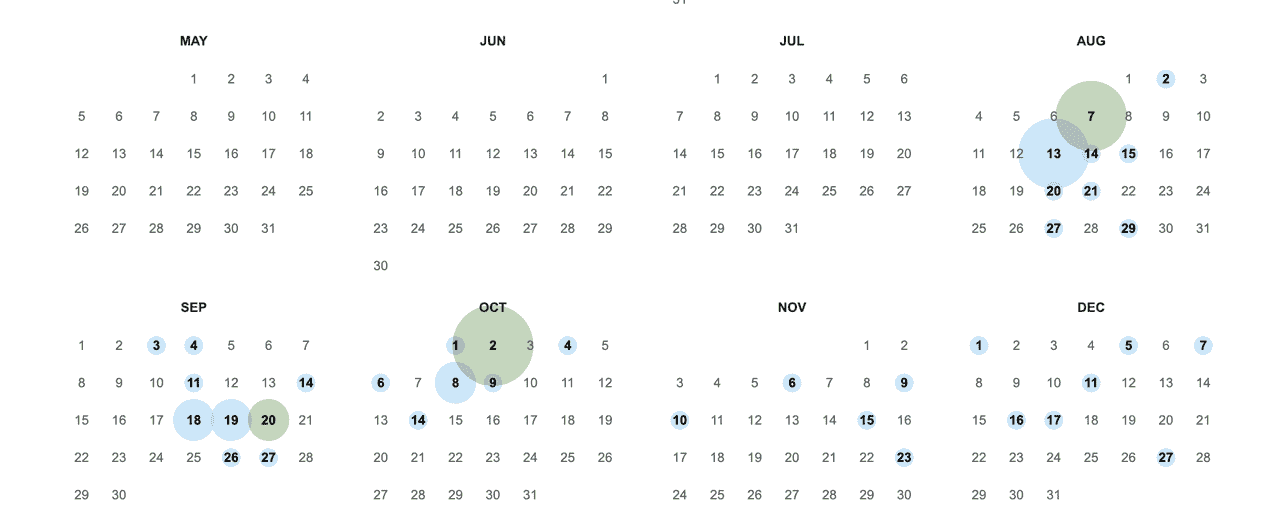 31
MAY JUN JUL AUG
1 2 3 4 1 1 2 3 4 5 6 1 2 3
5 6 7 8 9 10 11 2 3 4 5 6 7 8 7 8 9 10 11 12 13 4 5 6 7 8 9 10
12 13 14 15 16 17 18 9 10 11 12 13 14 15 14 15 16 17 18 19 20 11 12 13 14 15 16 17
19 20 21 22 23 24 25 16 17 18 19 20 21 22 21 22 23 24 25 26 27 18 19 20 21 22 23 24
26 27 28 29 30 31 23 24 25 26 27 28 29 28 29 30 31 25 26 27 28 29 30 31
30
SEP OCT NOV DEC
1 2 3 4 5 6 7 1 2 3 4 5 1 2 1 2 3 4 5 6 7
8 9 10 11 12 13 14 6 7 8 9 10 11 12 3 4 5 6 7 8 9 8 9 10 11 12 13 14
15 16 17 18 19 20 21 13 14 15 16 17 18 19 10 11 12 13 14 15 16 15 16 17 18 19 20 21
22 23 24 25 26 27 28 20 21 22 23 24 25 26 17 18 19 20 21 22 23 22 23 24 25 26 27 28
29 30 27 28 29 30 31 24 25 26 27 28 29 30 29 30 31